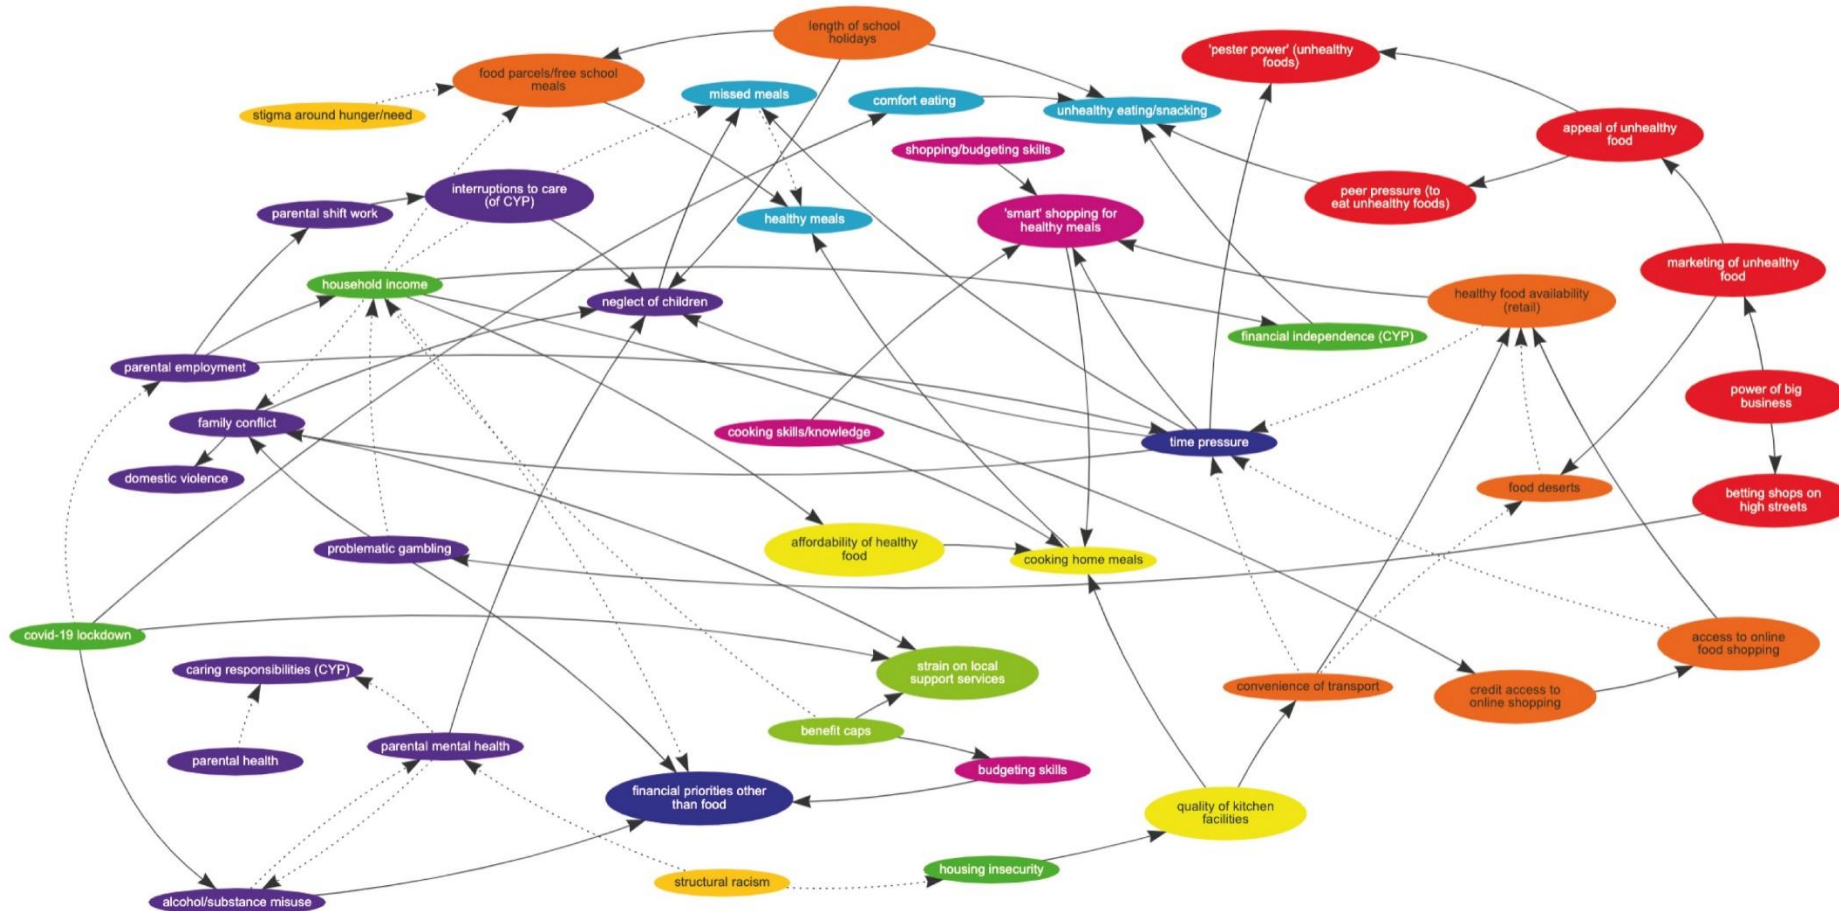 length of school
holidays
'pester power' (unhealthy
foods)
food parcels/free school
meals
missed meals
comfort eating
unhealthy eating/snacking
stigma around hunger/need
appeal of unhealthy
food
shopping/budgeting skills
interruptions to care
(of CYP)
peer pressure (to
eat unhealthy foods)
parental shift work
healthy meals
'smart' shopping for
healthy meals
marketing of unhealthy
food
household income
neglect of children
healthy food availability
(retail)
financial independence (CYP)
parental employment
power of big
business
family conflict
cooking skills/knowledge
time pressure
domestic violence
food deserts
betting shops on
high streets
problematic gambling
affordability of healthy
food
cooking home meals
covid-19 lockdown
caring responsibilities (CYP)
strain on local
support services
access to online
food shopping
convenience of transport
credit access to
online shopping
benefit caps
parental mental health
parental health
budgeting skills
financial priorities other
than food
quality of kitchen
facilities
housing insecurity
structural racism
alcohol/substance misuse